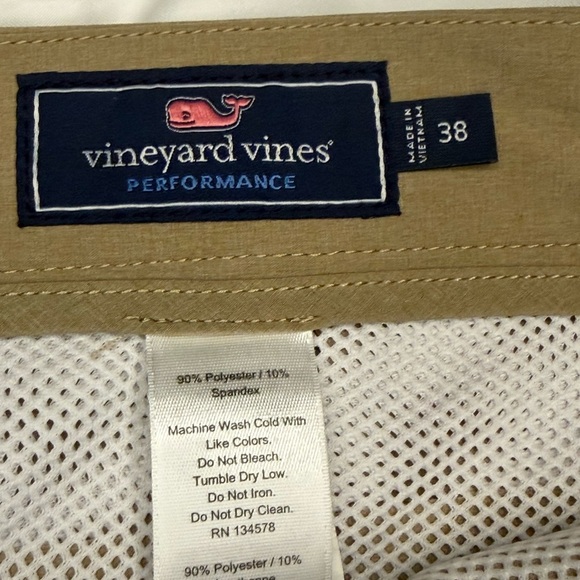 vineyard vines®
PERFORMANCE
MADE IN
VIETNAM
38
90% Polyester / 10%
Spandex
Machine Wash Cold With
Like Colors.
Do Not Bleach.
Tumble Dry Low.
Do Not Iron.
Do Not Dry Clean.
RN 134578
90% Polyester / 10%